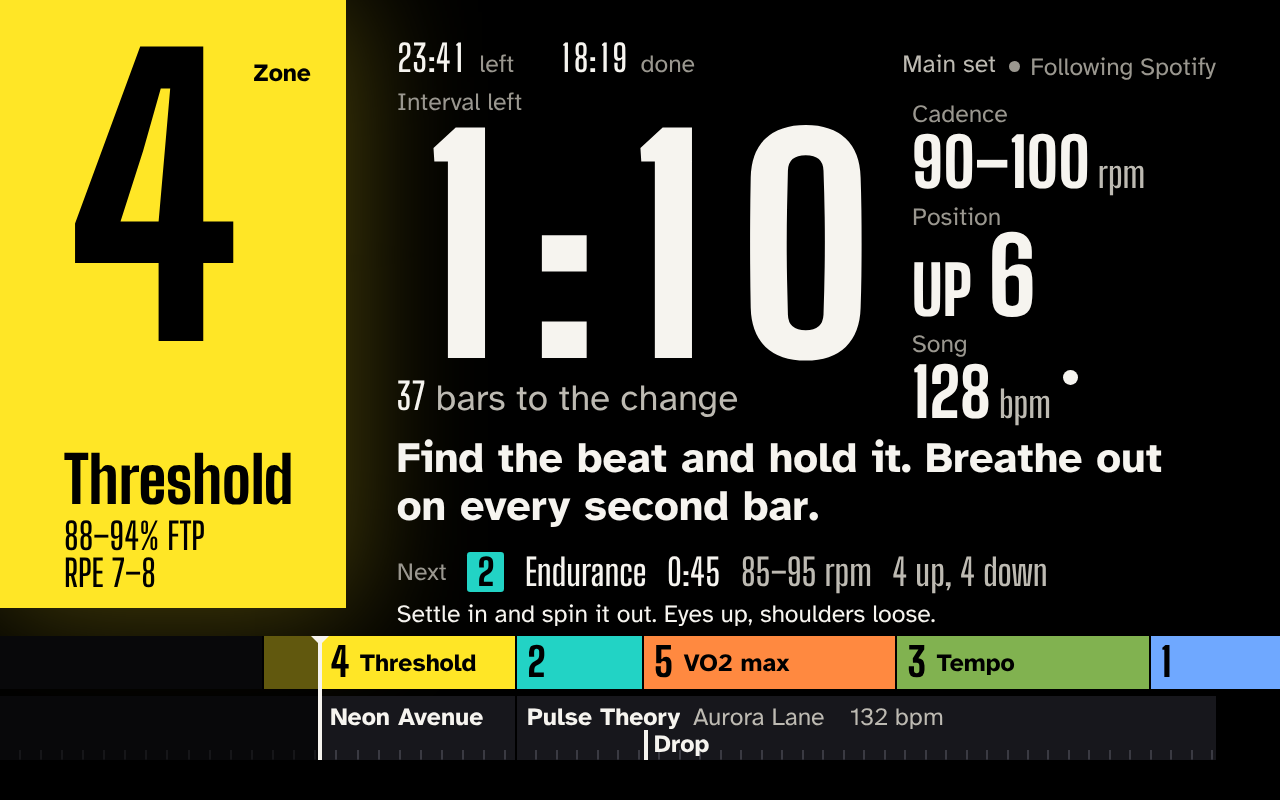 4 Zone
Threshold
88–94% FTP
RPE 7–8
23:41 left 18:19 done
Main set Following Spotify
Interval left
1:10
37 bars to the change
Cadence
90–100 rpm
Position
UP 6
Song
128 bpm
Find the beat and hold it. Breathe out
on every second bar.
Next 2 Endurance 0:45 85–95 rpm 4 up, 4 down
Settle in and spin it out. Eyes up, shoulders loose.
4 Threshold 2 5 VO2 max 3 Tempo 1
Neon Avenue Pulse Theory Aurora Lane 132 bpm
Drop